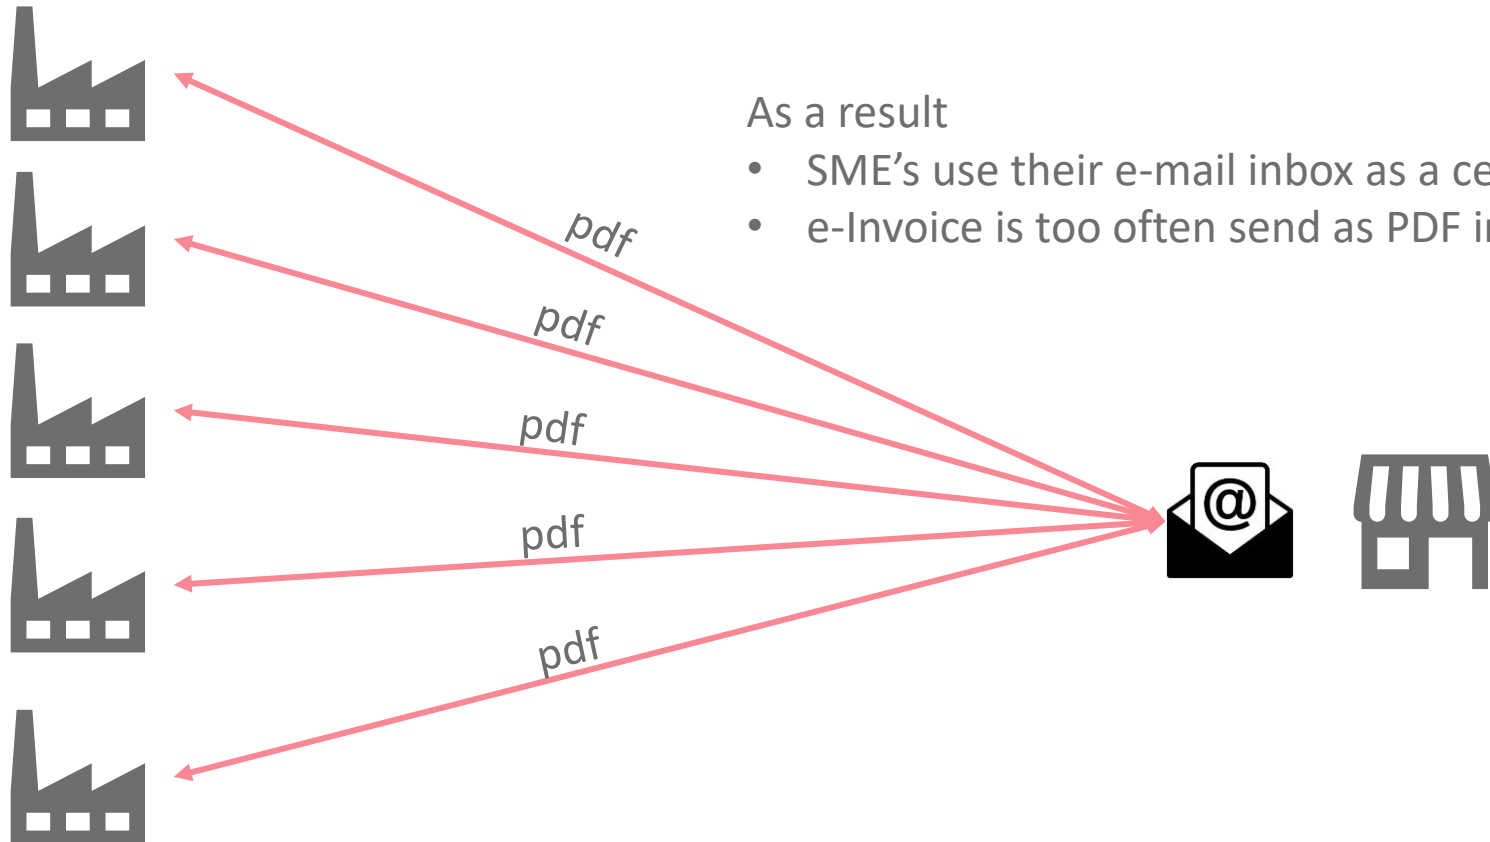 As a result
• SME’s use their e-mail inbox as a
• e-Invoice is too often send as PDF
pdf
pdf
pdf
pdf
pdf
@